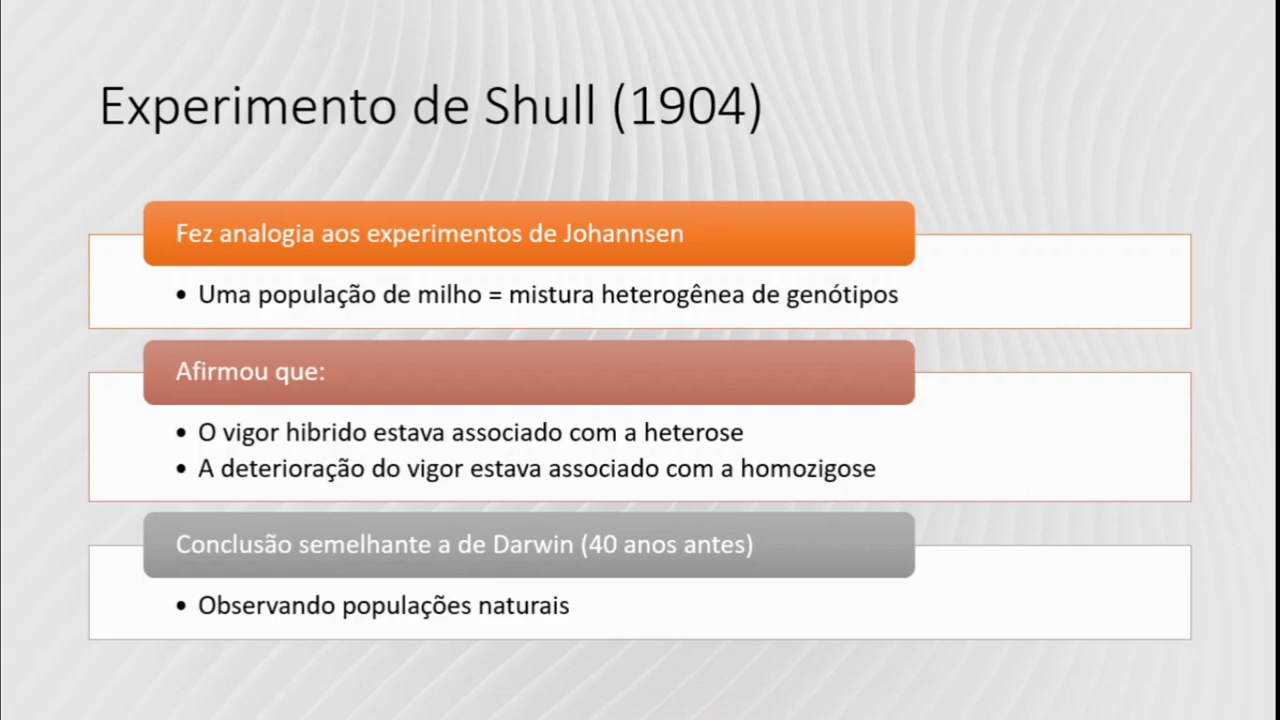 Experimento de Shull (1904)
Fez analogia aos experimentos de Johannsen
• Uma população de milho = mistura heterogênea de genótipos
Afirmou que:
• O vigor hibrido estava associado com a heterose
• A deterioração do vigor estava associado com a homozigose
Conclusão semelhante a de Darwin (40 anos antes)
• Observando populações naturais